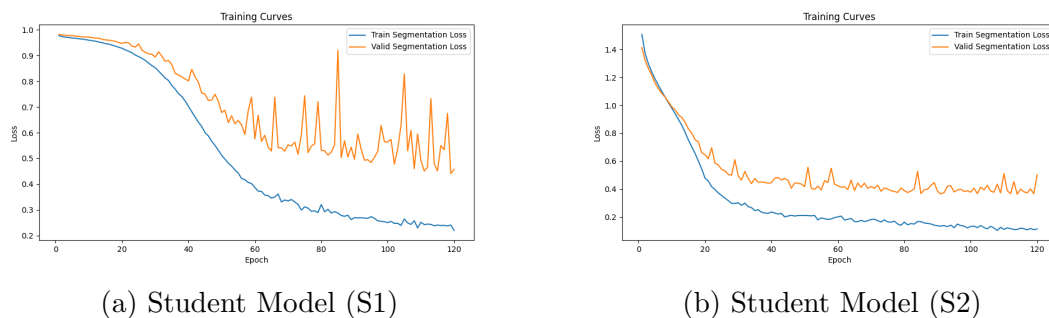 Training Curves
Train Segmentation Loss
Valid Segmentation Loss
1.0
0.9
0.8
0.7
0.6
0.5
0.4
0.3
0.2
Loss
0
20
40
60
80
100
120
Epoch
(a) Student Model (S1)
Training Curves
Train Segmentation Loss
Valid Segmentation Loss
1.4
1.2
1.0
0.8
0.6
0.4
0.2
Loss
0
20
40
60
80
100
120
Epoch
(b) Student Model (S2)